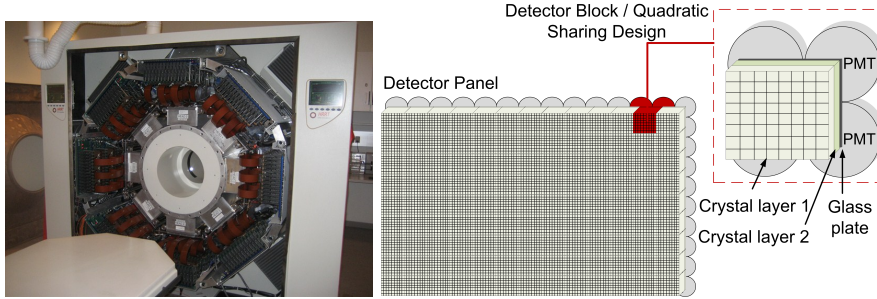 Detector Block / Quadratic
Sharing Design
Detector Panel
PMT
PMT
Crystal layer 1
Crystal layer 2
Glass
plate